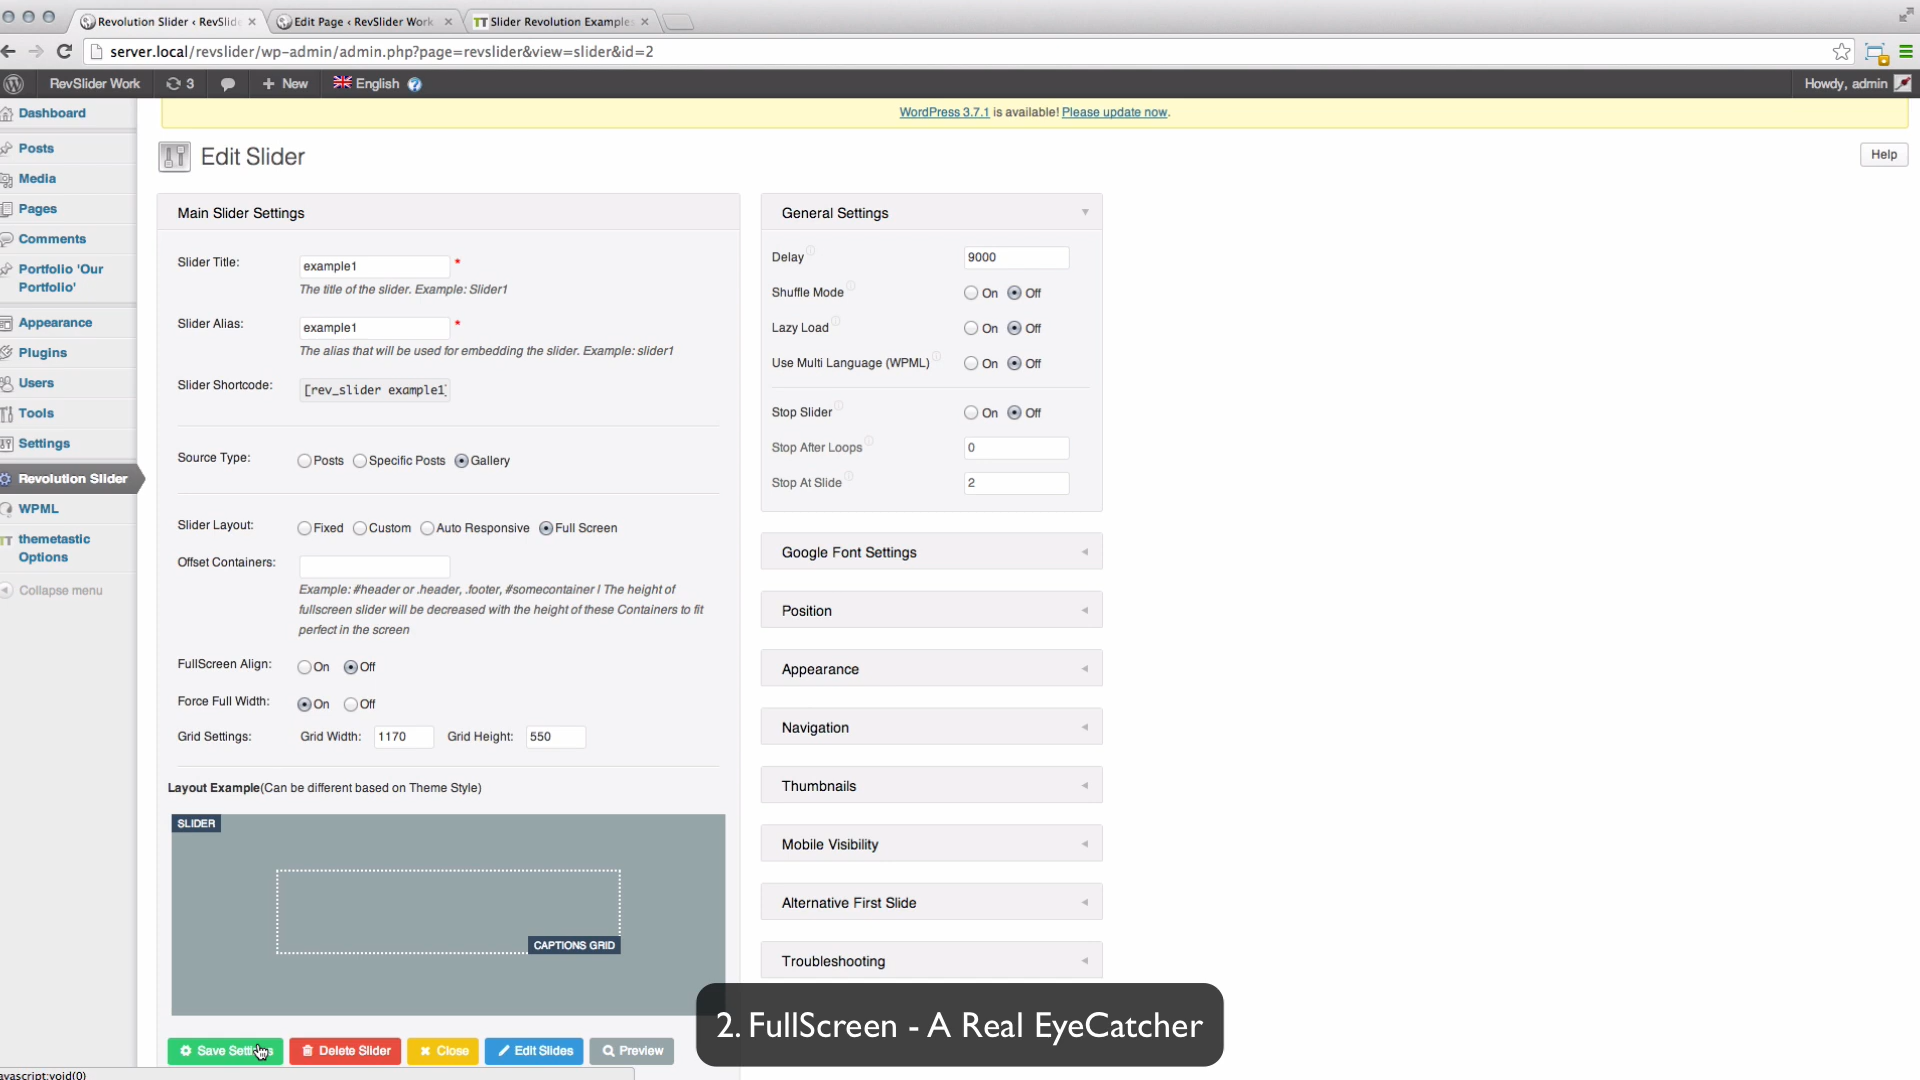 Revolution Slider ‹ RevSlide
Edit Page ‹ RevSlider Work
TT Slider Revolution Examples
server.local/revslider/wp-admin/admin.php?page=revslider&view=slider&id=2
RevSlider Work
3
+ New
English
?
Howdy, admin
WordPress 3.7.1 is available! Please update now.
Dashboard
Posts
Media
Pages
Comments
Portfolio 'Our
Portfolio'
Appearance
Plugins
Users
Tools
Settings
Revolution Slider
WPML
TT themetastic
Options
Collapse menu
Edit Slider
Help
Main Slider Settings
Slider Title:
example1
*
The title of the slider. Example: Slider1
Slider Alias:
example1
*
The alias that will be used for embedding the slider. Example: slider1
Slider Shortcode:
[rev_slider example1]
Source Type:
Posts Specific Posts Gallery
Slider Layout:
Fixed Custom Auto Responsive Full Screen
Offset Containers:
Example: #header or .header, .footer, #somecontainer | The height of
fullscreen slider will be decreased with the height of these Containers to fit
perfect in the screen
FullScreen Align:
On Off
Force Full Width:
On Off
Grid Settings:
Grid Width: 1170 Grid Height: 550
Layout Example(Can be different based on Theme Style)
SLIDER
CAPTIONS GRID
Save Settings
Delete Slider
Close
Edit Slides
Preview
General Settings
Delay
9000
Shuffle Mode
On Off
Lazy Load
On Off
Use Multi Language (WPML)
On Off
Stop Slider
On Off
Stop After Loops
0
Stop At Slide
2
Google Font Settings
Position
Appearance
Navigation
Thumbnails
Mobile Visibility
Alternative First Slide
Troubleshooting
2. FullScreen - A Real EyeCatcher
avascript:void(0)